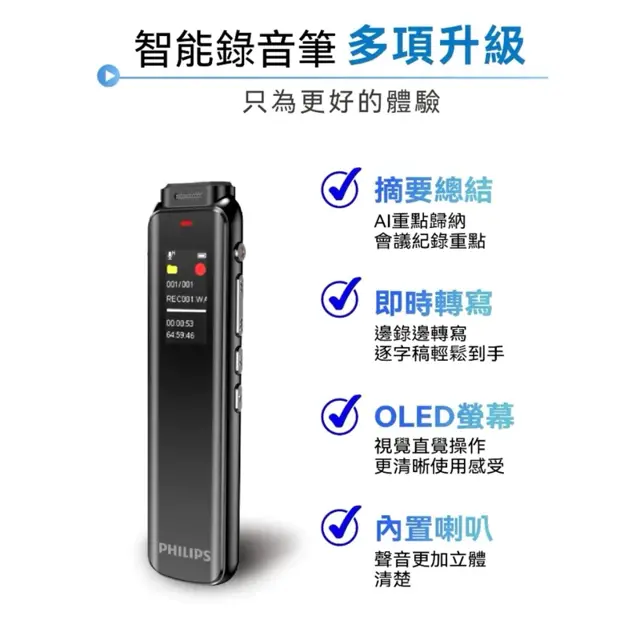 智能錄音筆 多項升級
只為更好的體驗
摘要總結
AI重點歸納
會議紀錄重點
即時轉寫
邊錄邊轉寫
逐字稿輕鬆到手
OLED螢幕
視覺直覺操作
更清晰使用感受
內置喇叭
聲音更加立體
清楚
001/001
REC001.WA
00:00:53
64:59:46
PHILIPS